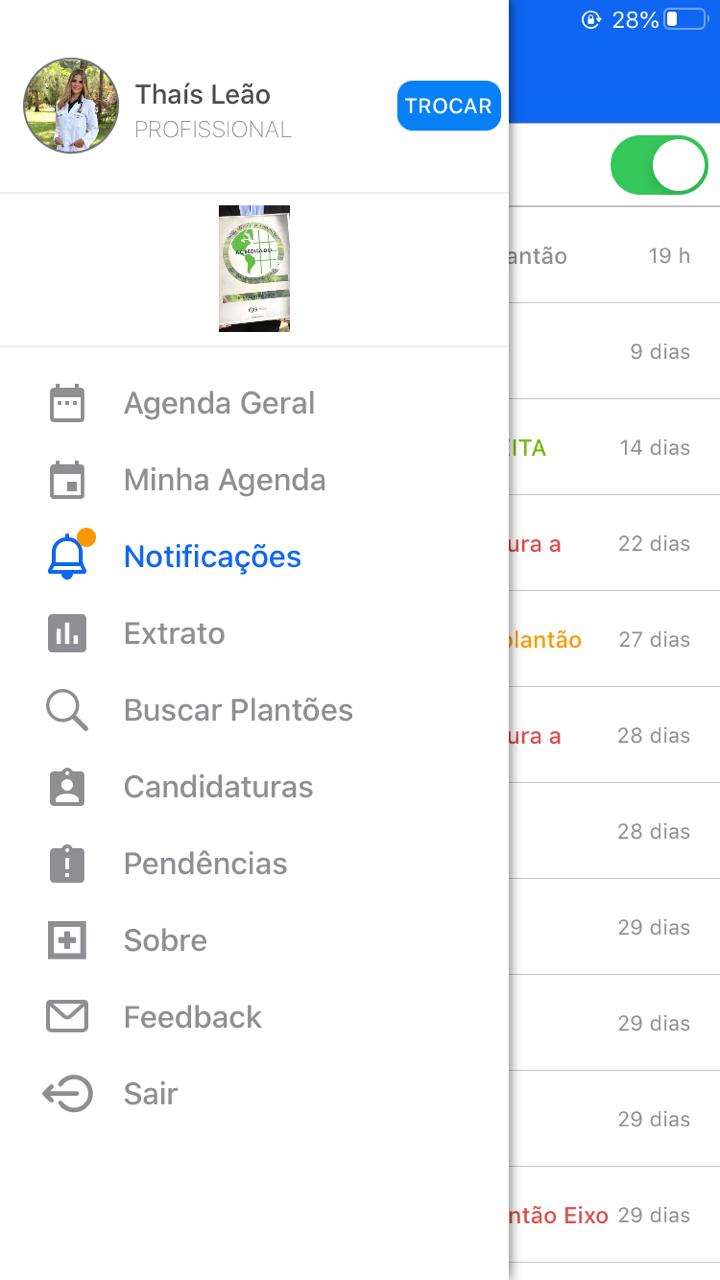 28%
Thaís Leão
PROFISSIONAL
TROCAR
antão 19 h
9 dias
Agenda Geral
EITA 14 dias
Minha Agenda
Notificações
ura a 22 dias
Extrato
plantão 27 dias
Buscar Plantões
ura a 28 dias
Candidaturas
28 dias
Pendências
29 dias
Sobre
Feedback
29 dias
Sair
29 dias
ntão Eixo 29 dias